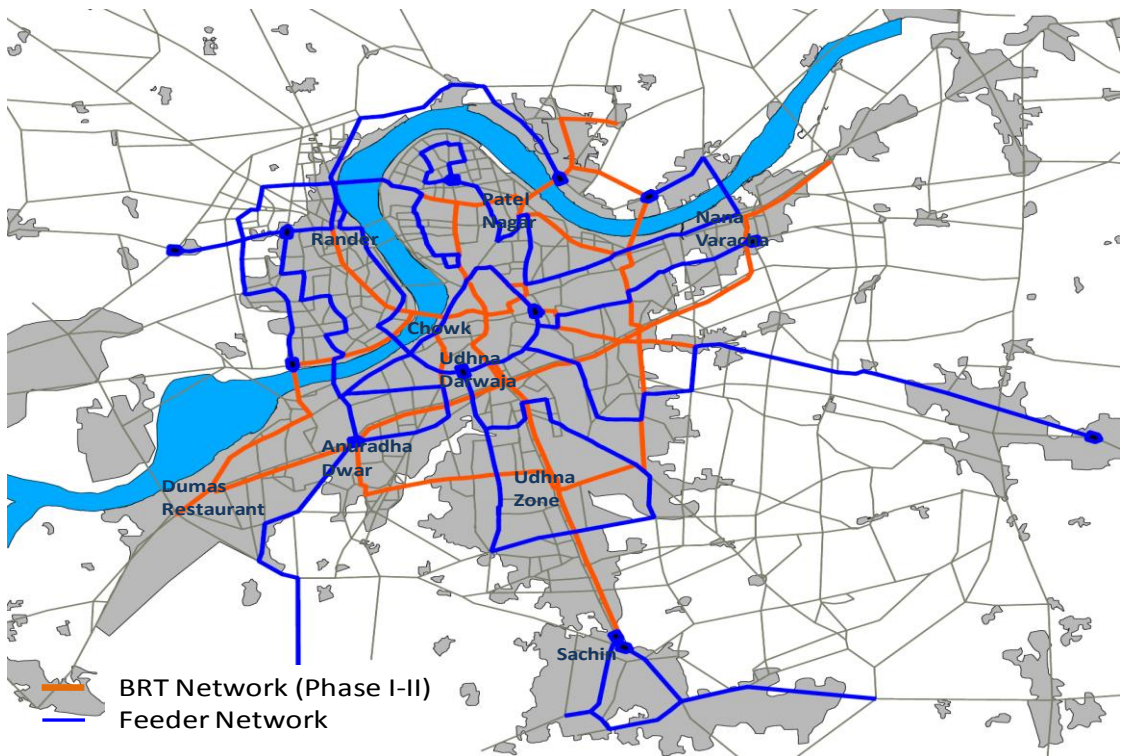 Patel
Nagar
Nana
Varacha
Rander
Chowk
Udhna
Darwaja
Anuradha
Dwar
Dumas
Restaurant
Udhna
Zone
Sachin
BRT Network (Phase I-II)
Feeder Network